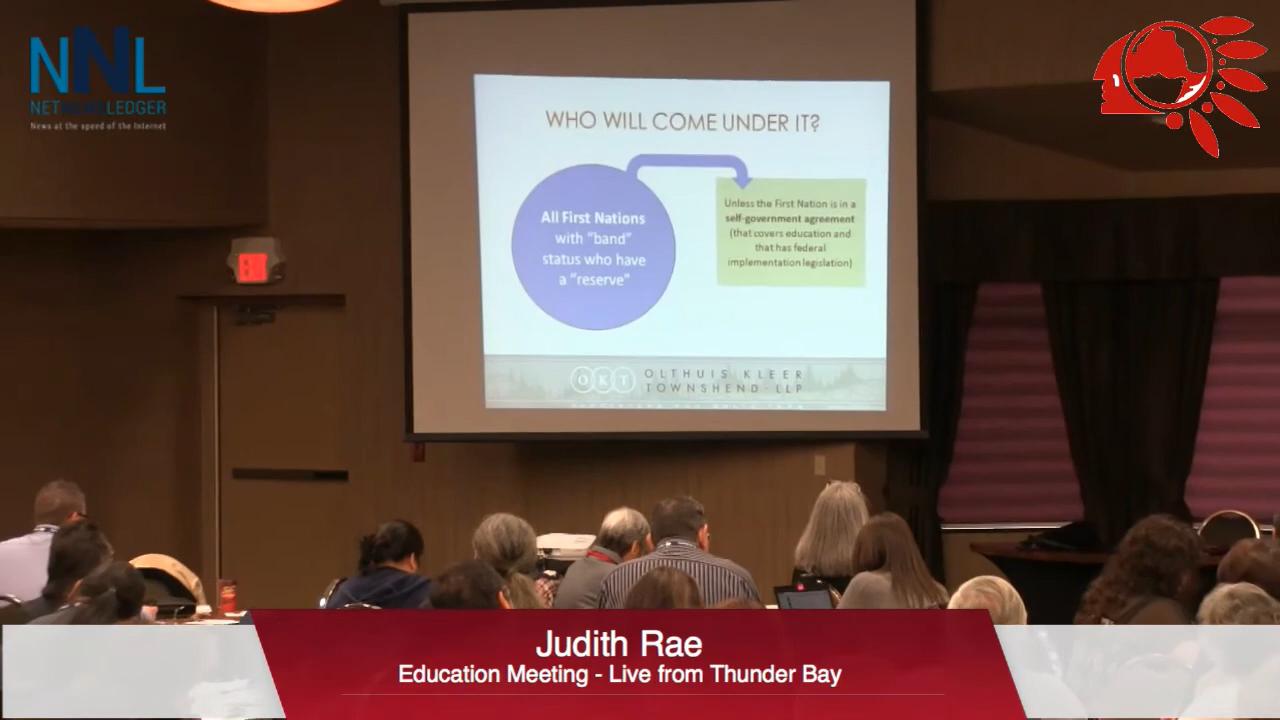 NNL
NETNEWSLEDGER
News at the speed of the Internet
WHO WILL COME UNDER IT?
All First Nations
with “band”
status who have
a “reserve”
Unless the First Nation is in a
self-government agreement
(that covers education and
that has federal
implementation legislation)
OKT
OLTHUIS KLEER
TOWNSHEND - LLP
Judith Rae
Education Meeting - Live from Thunder Bay